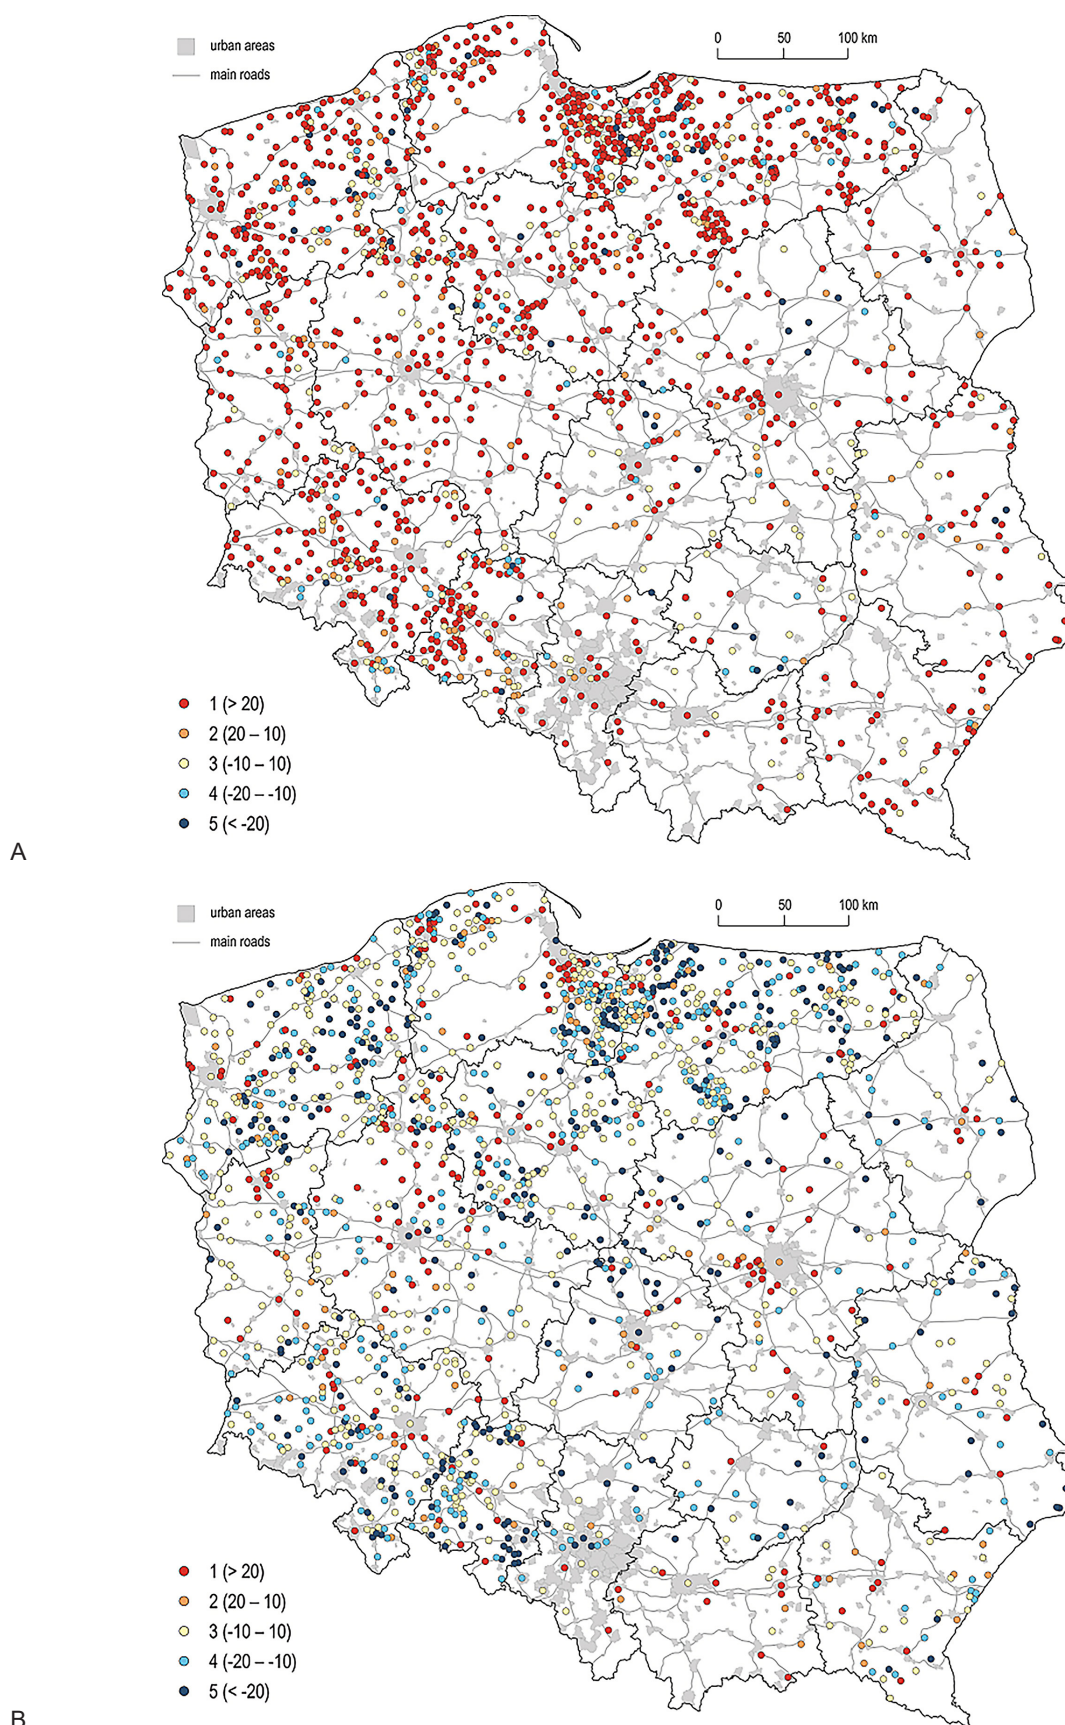 urban areas
main roads
0 50 100 km
1 (> 20)
2 (20 – 10)
3 (-10 – 10)
4 (-20 – -10)
5 (< -20)
A
urban areas
main roads
0 50 100 km
1 (> 20)
2 (20 – 10)
3 (-10 – 10)
4 (-20 – -10)
5 (< -20)
B